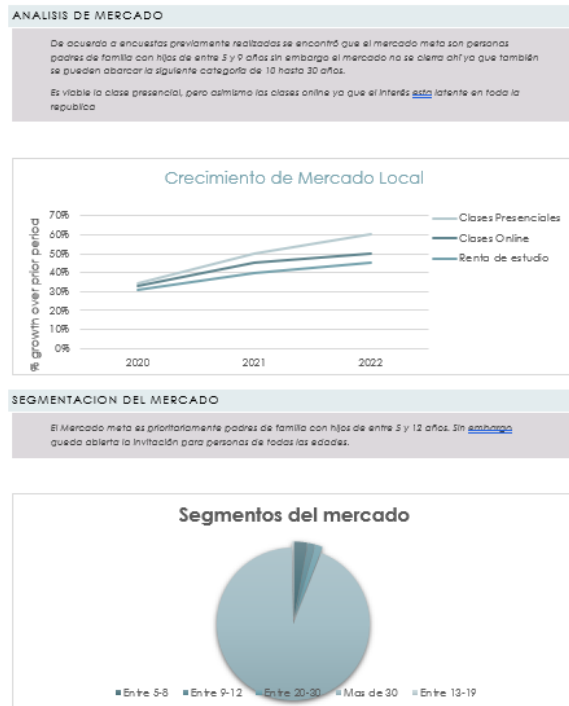 ANALISIS DE MERCADO
De acuerdo a encuestas previamente realizadas se encontró que el mercado meta son personas
padres de familia con hijos de entre 5 y 9 años sin embargo el mercado no se cierra ahí ya que también
se pueden abarcar la siguiente categoría de 10 hasta 30 años.
Es viable la clase presencial, pero asimismo las clases online ya que el interés esta latente en toda la
republica
Crecimiento de Mercado Local
% growth over prior period
70%
60%
50%
40%
30%
20%
10%
0%
2020 2021 2022
Clases Presenciales
Clases Online
Renta de estudio
SEGMENTACION DEL MERCADO
El Mercado meta es prioritariamente padres de familia con hijos de entre 5 y 12 años. Sin embargo
queda abierta la invitación para personas de todas las edades.
Segmentos del mercado
Entre 5-8 Entre 9-12 Entre 20-30 Mas de 30 Entre 13-19